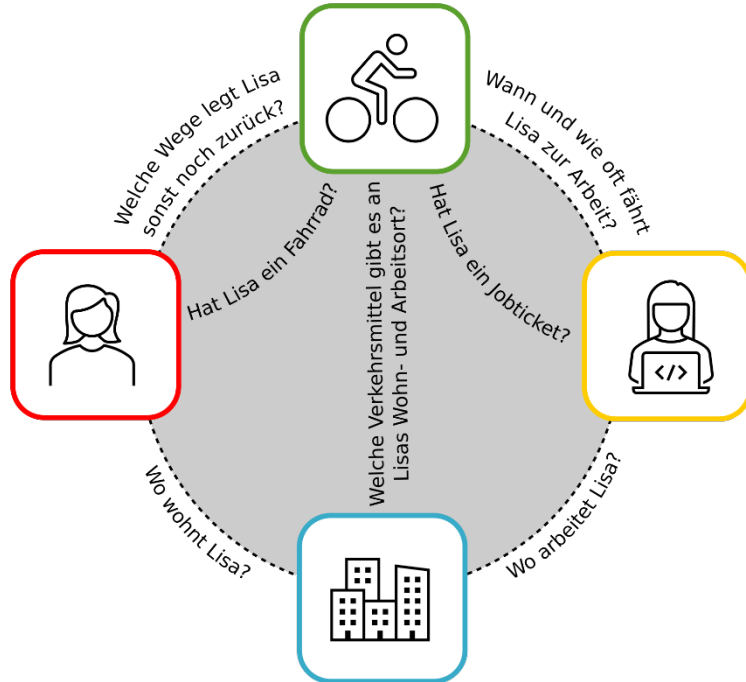 Welche Wege legt Lisa
sonst noch zurück?
Wann und wie oft fährt
Lisa zur Arbeit?
Hat Lisa ein Fahrrad?
Welche Verkehrsmittel gibt es an
Lisas Wohn- und Arbeitsort?
Hat Lisa ein Jobticket?
</>
Wo wohnt Lisa?
Wo arbeitet Lisa?